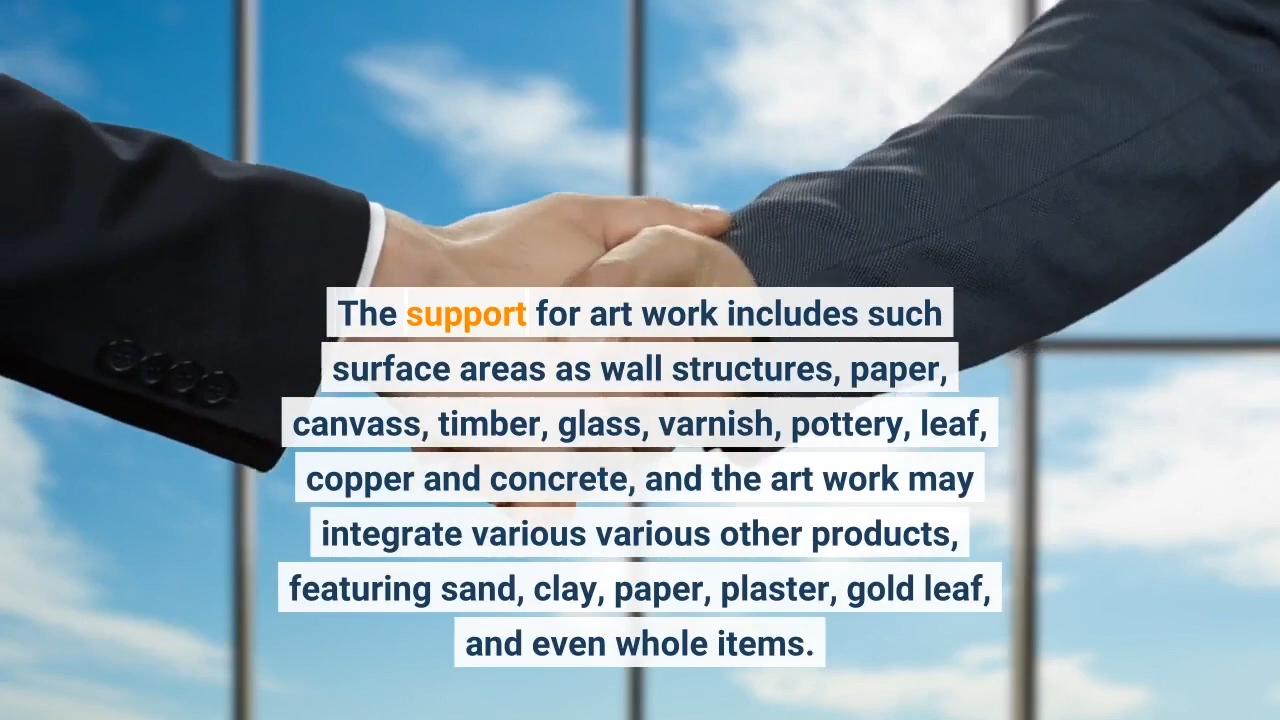 The support for art work includes such
surface areas as wall structures, paper,
canvass, timber, glass, varnish, pottery, leaf,
copper and concrete, and the art work may
integrate various various other products,
featuring sand, clay, paper, plaster, gold leaf,
and even whole items.